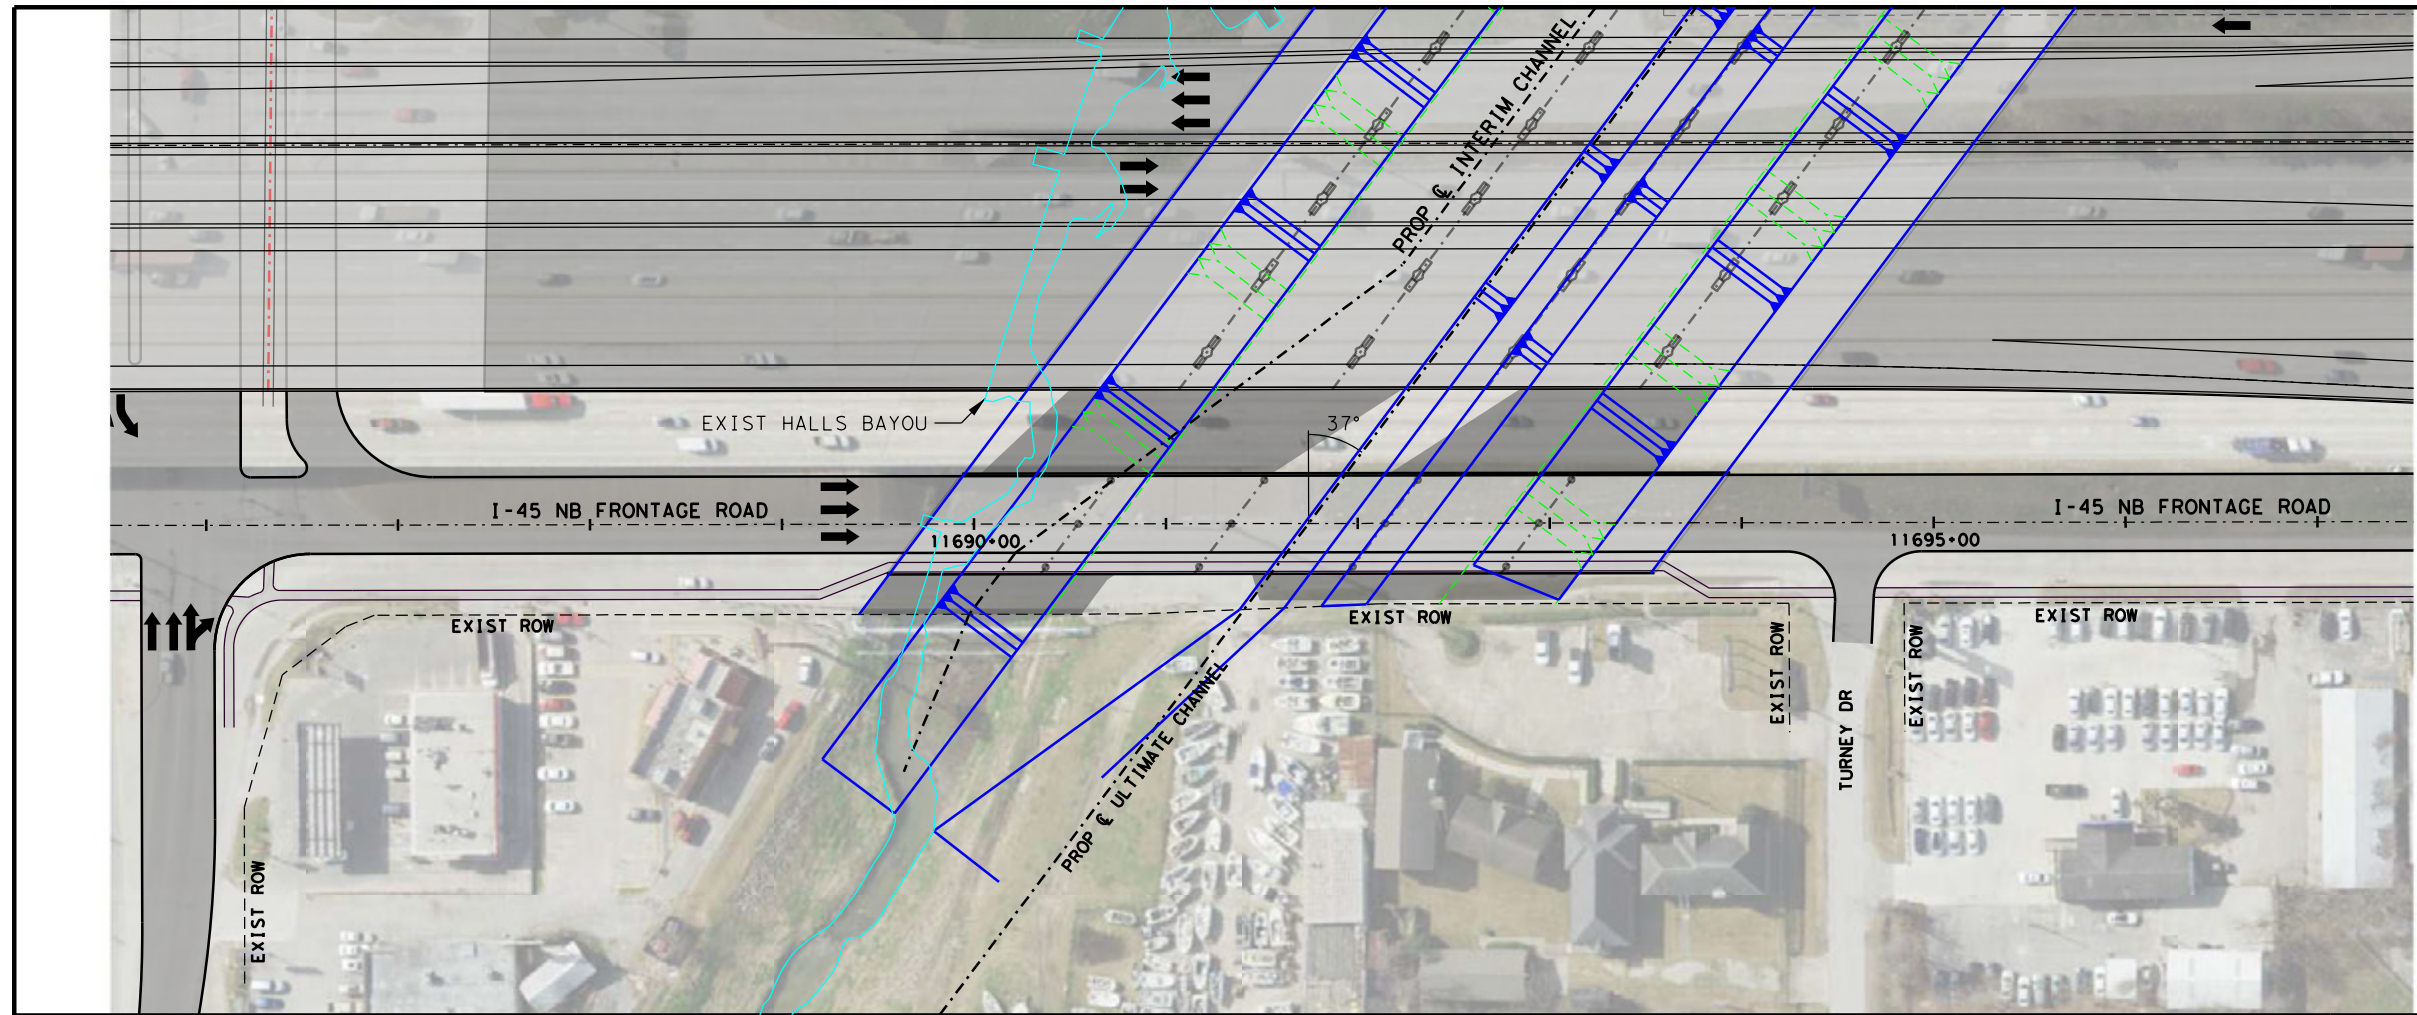 PROP ℄ INTERIM CHANNEL
EXIST HALLS BAYOU
37°
I-45 NB FRONTAGE ROAD
I-45 NB FRONTAGE ROAD
11690+00
11695+00
EXIST ROW
EXIST ROW
EXIST ROW
EXIST ROW
EXIST ROW
TURNEY DR
PROP ℄ ULTIMATE CHANNEL
EXIST ROW